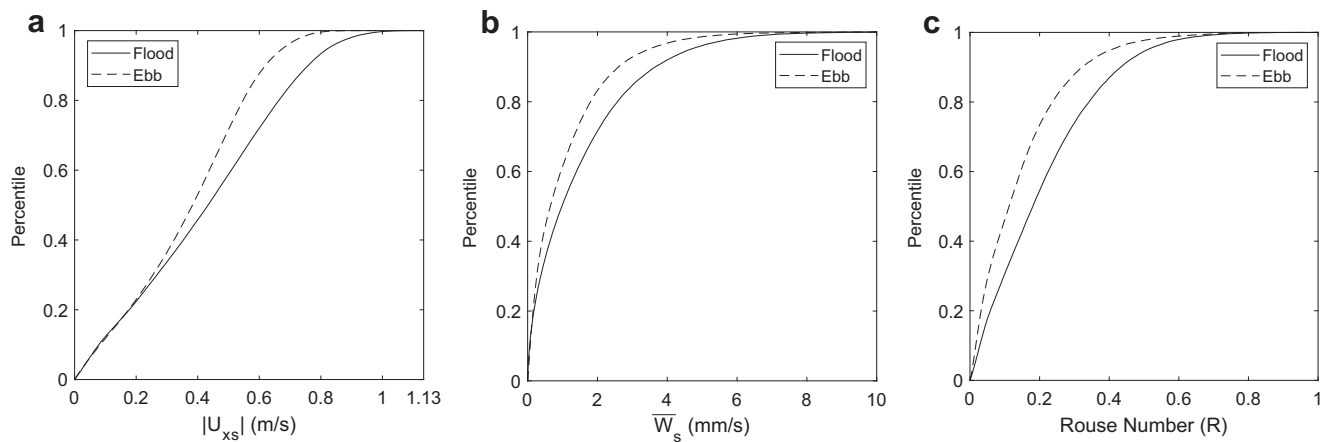 a
1
0.8
0.6
0.4
0.2
0
Percentile
Flood
Ebb
0 0.2 0.4 0.6 0.8 1 1.13
|U_xs| (m/s)
b
1
0.8
0.6
0.4
0.2
0
Percentile
Flood
Ebb
0 2 4 6 8 10
W̅_s (mm/s)
c
1
0.8
0.6
0.4
0.2
0
Percentile
Flood
Ebb
0 0.2 0.4 0.6 0.8 1
Rouse Number (R)